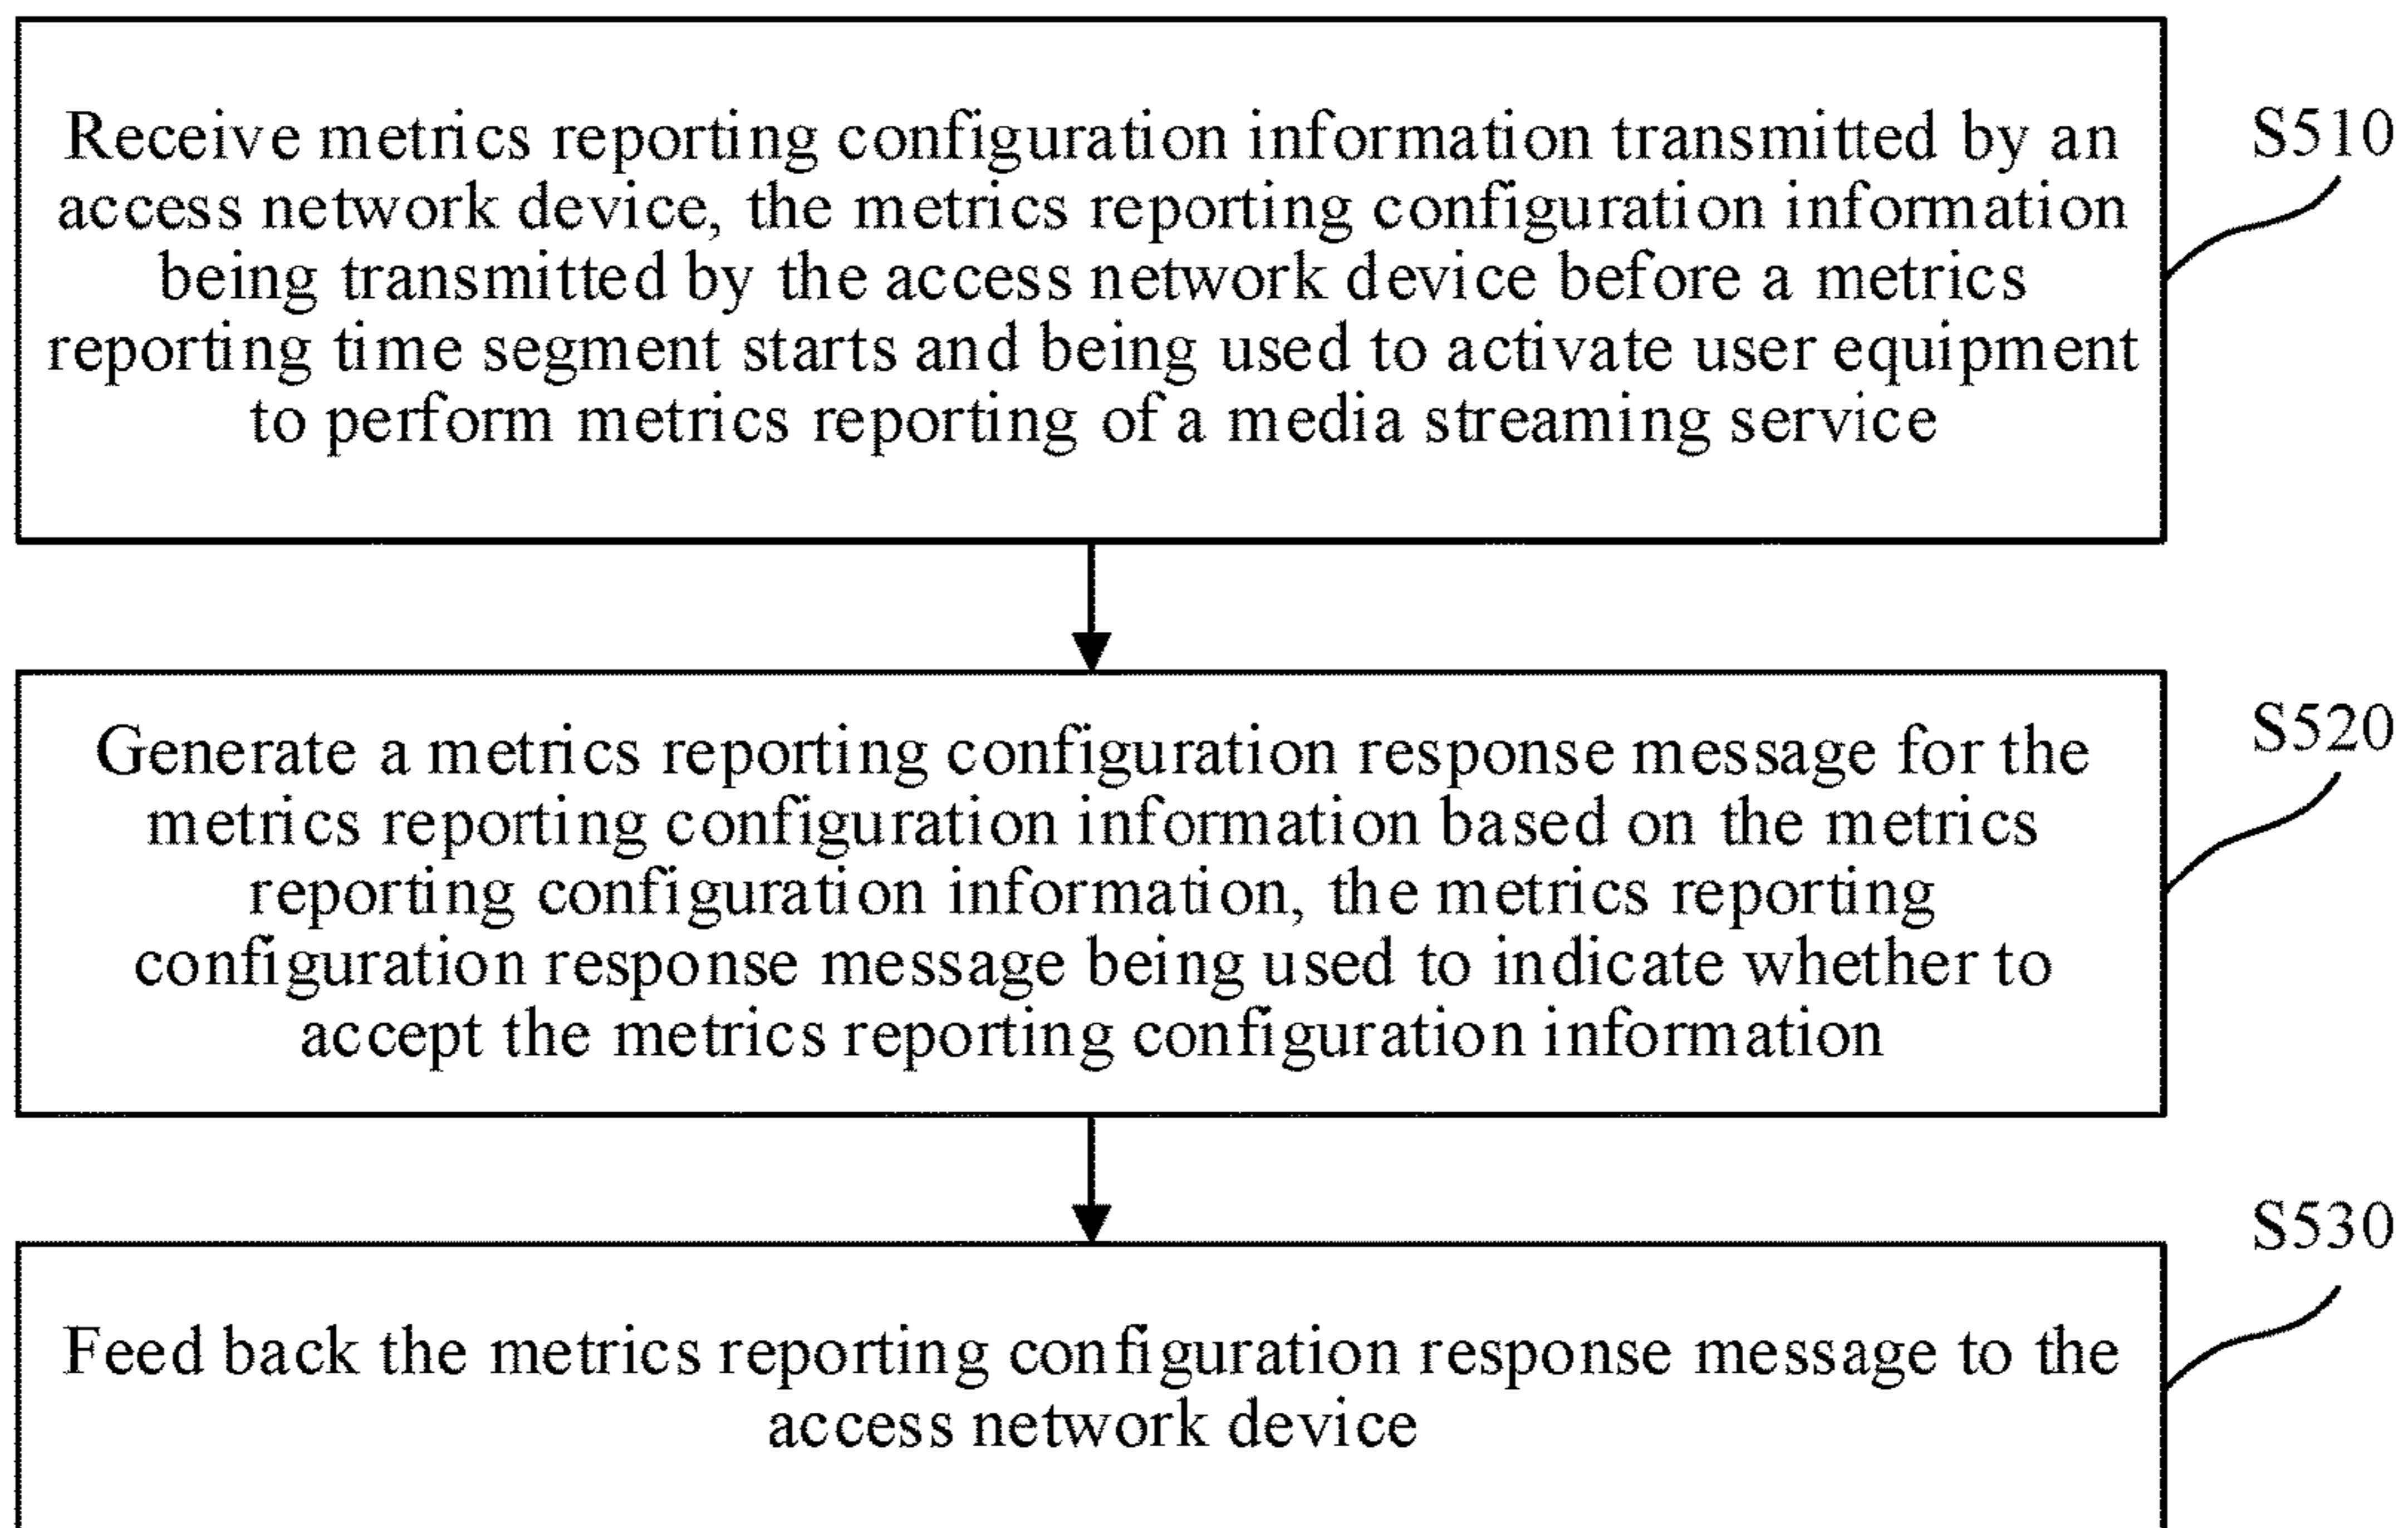 Receive metrics reporting configuration information transmitted by an
access network device, the metrics reporting configuration information
being transmitted by the access network device before a metrics
reporting time segment starts and being used to activate user equipment
to perform metrics reporting of a media streaming service
S510
Generate a metrics reporting configuration response message for the
metrics reporting configuration information based on the metrics
reporting configuration information, the metrics reporting
configuration response message being used to indicate whether to
accept the metrics reporting configuration information
S520
Feed back the metrics reporting configuration response message to the
access network device
S530